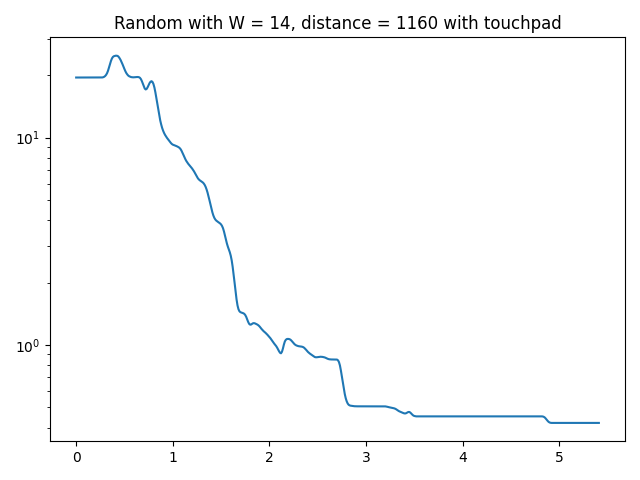 Random with W = 14, distance = 1160 with touchpad
10¹
10⁰
0 1 2 3 4 5